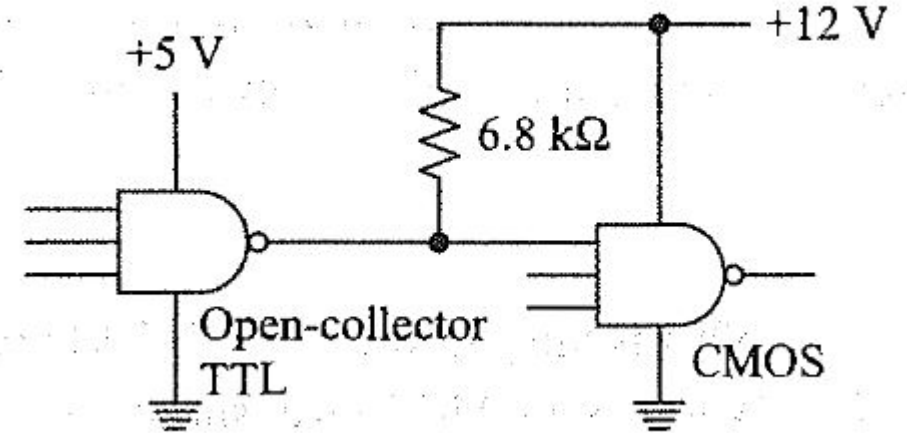 +12 V
+5 V
6.8 kΩ
Open-collector
TTL
CMOS